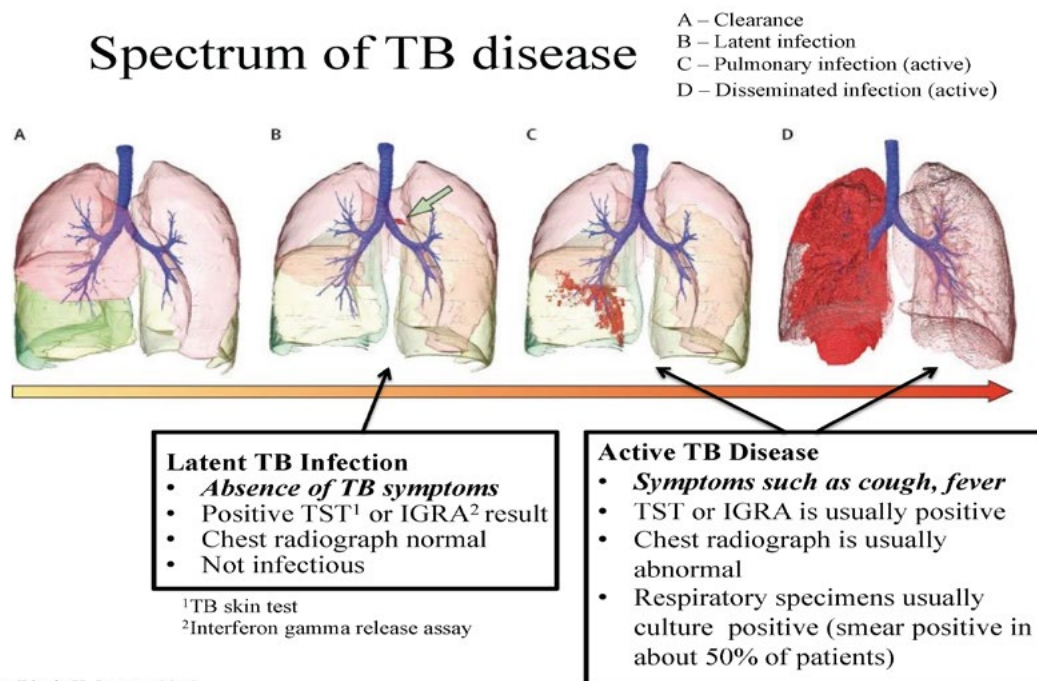 Spectrum of TB disease
A – Clearance
B – Latent infection
C – Pulmonary infection (active)
D – Disseminated infection (active)
A
B
C
D
Latent TB Infection
• Absence of TB symptoms
• Positive TST¹ or IGRA² result
• Chest radiograph normal
• Not infectious
¹TB skin test
²Interferon gamma release assay
Active TB Disease
• Symptoms such as cough, fever
• TST or IGRA is usually positive
• Chest radiograph is usually
abnormal
• Respiratory specimens usually
culture positive (smear positive in
about 50% of patients)